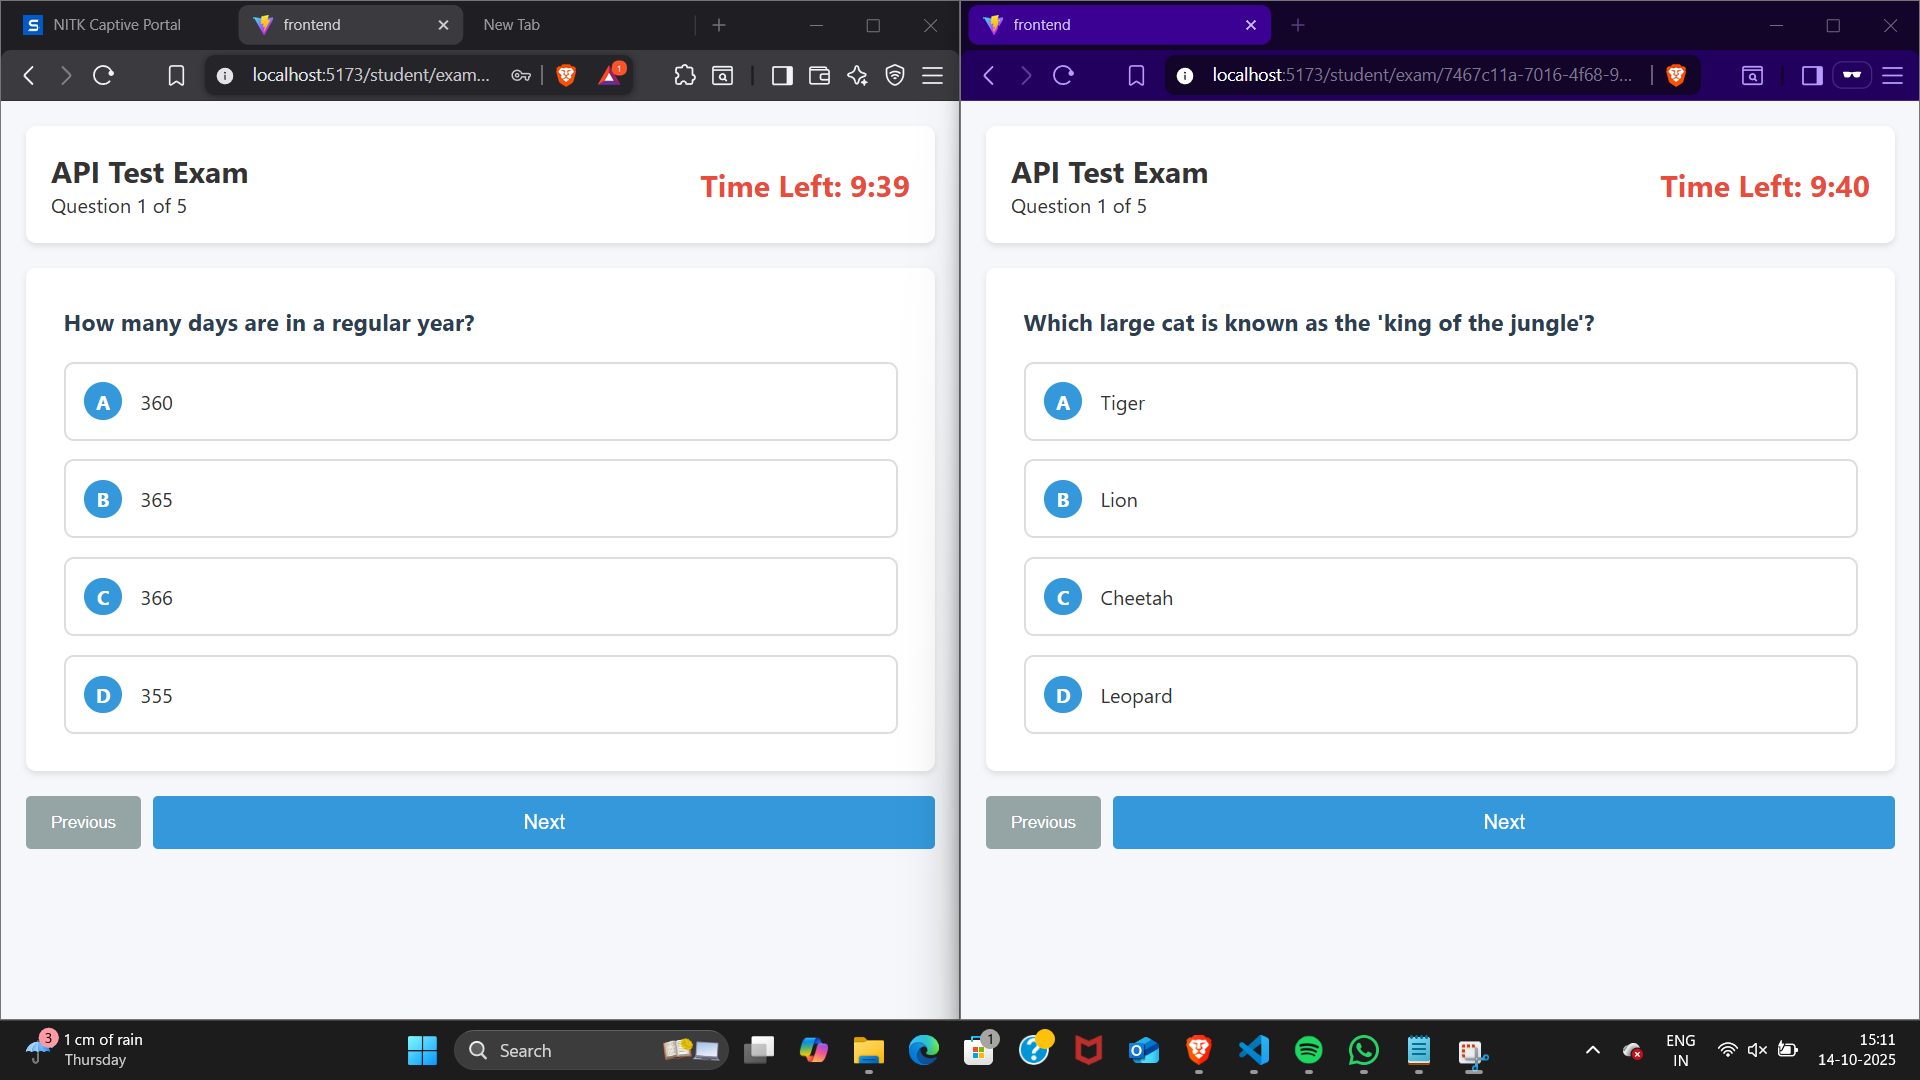 NITK Captive Portal
frontend
New Tab
localhost:5173/student/exam...
1
API Test Exam
Question 1 of 5
Time Left: 9:39
How many days are in a regular year?
A 360
B 365
C 366
D 355
Previous
Next
frontend
localhost:5173/student/exam/7467c11a-7016-4f68-9...
API Test Exam
Question 1 of 5
Time Left: 9:40
Which large cat is known as the 'king of the jungle'?
A Tiger
B Lion
C Cheetah
D Leopard
Previous
Next
3
1 cm of rain
Thursday
Search
1
ENG
IN
15:11
14-10-2025